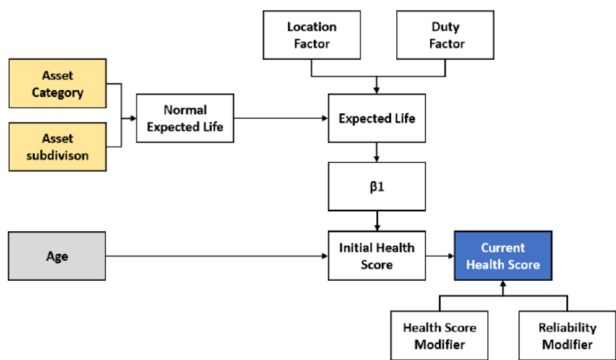 Location
Factor
Duty
Factor
Asset
Category
Normal
Expected Life
Expected Life
Asset
subdivison
β1
Age
Initial Health
Score
Current
Health Score
Health Score
Modifier
Reliability
Modifier